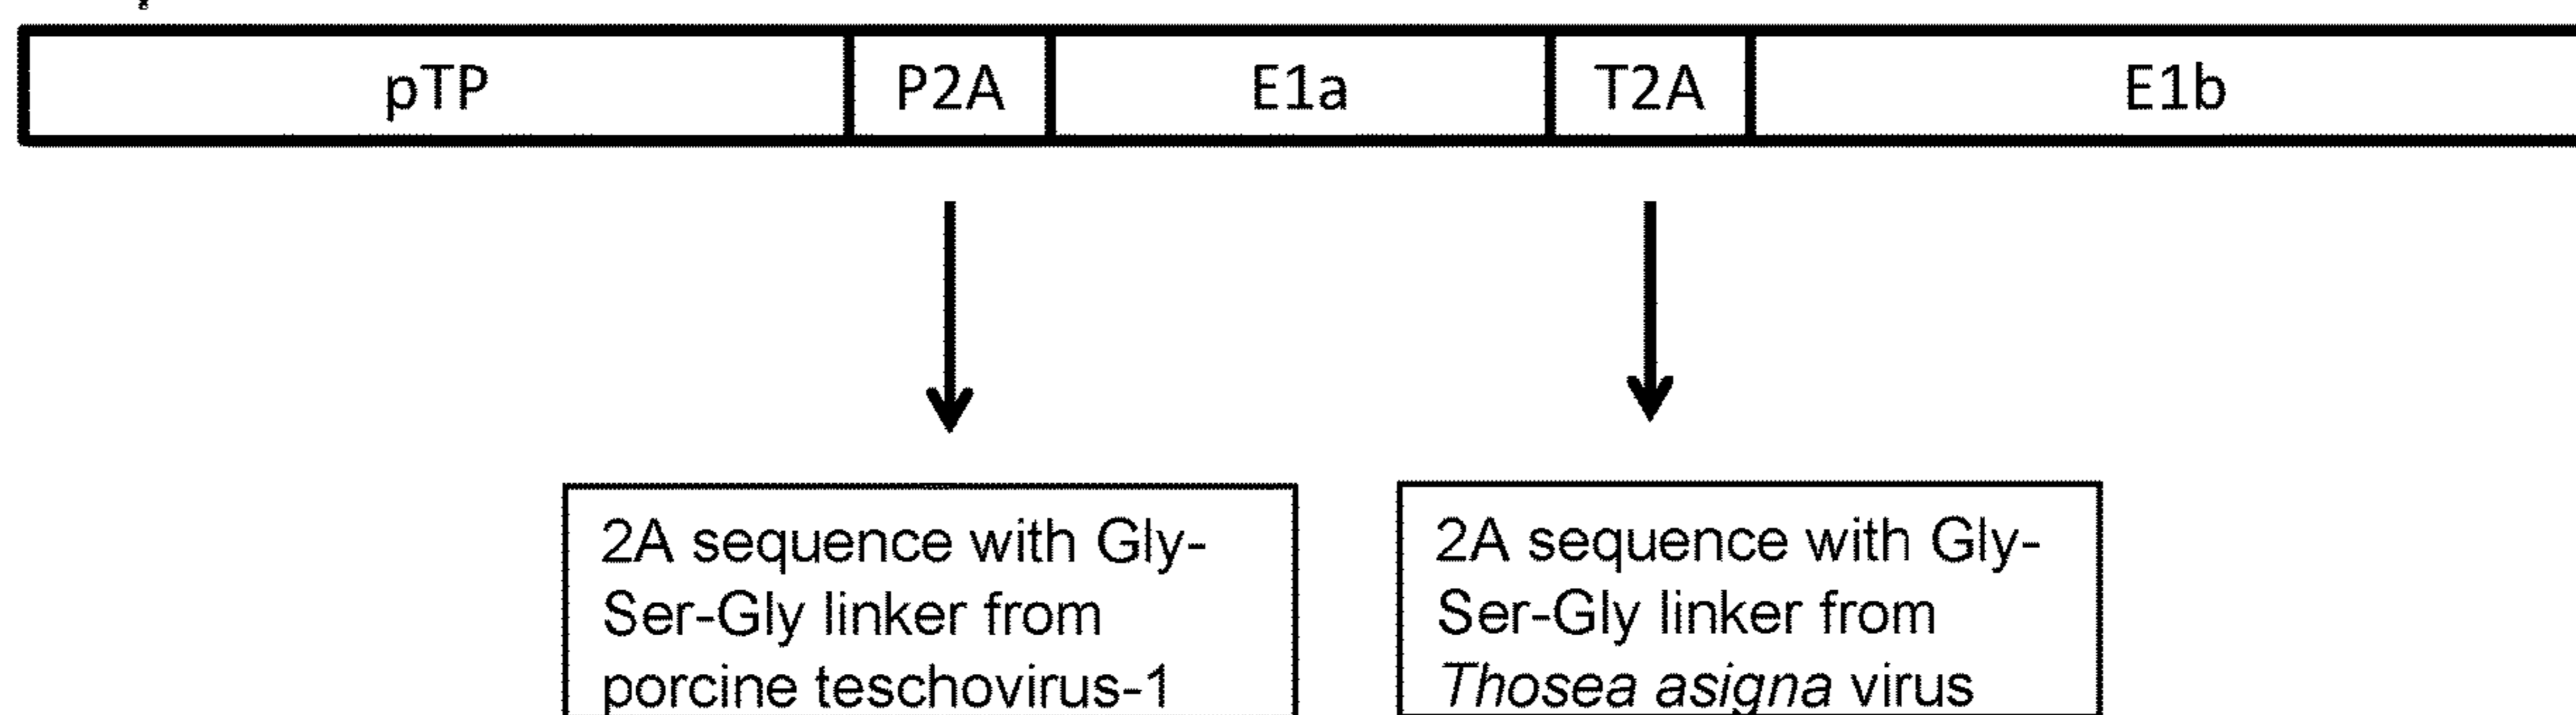 pTP P2A E1a T2A E1b
2A sequence with Gly-
Ser-Gly linker from
porcine teschovirus-1
2A sequence with Gly-
Ser-Gly linker from
Thosea asigna virus